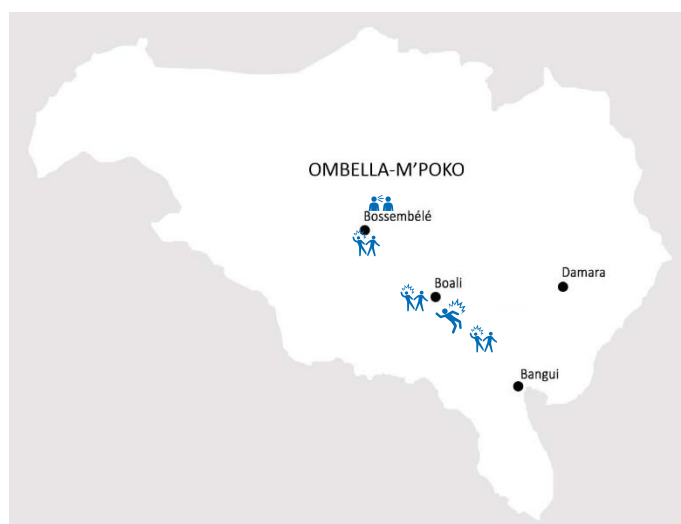 OMBELLA-M'POKO
Bossembélé
Damara
Boali
Bangui